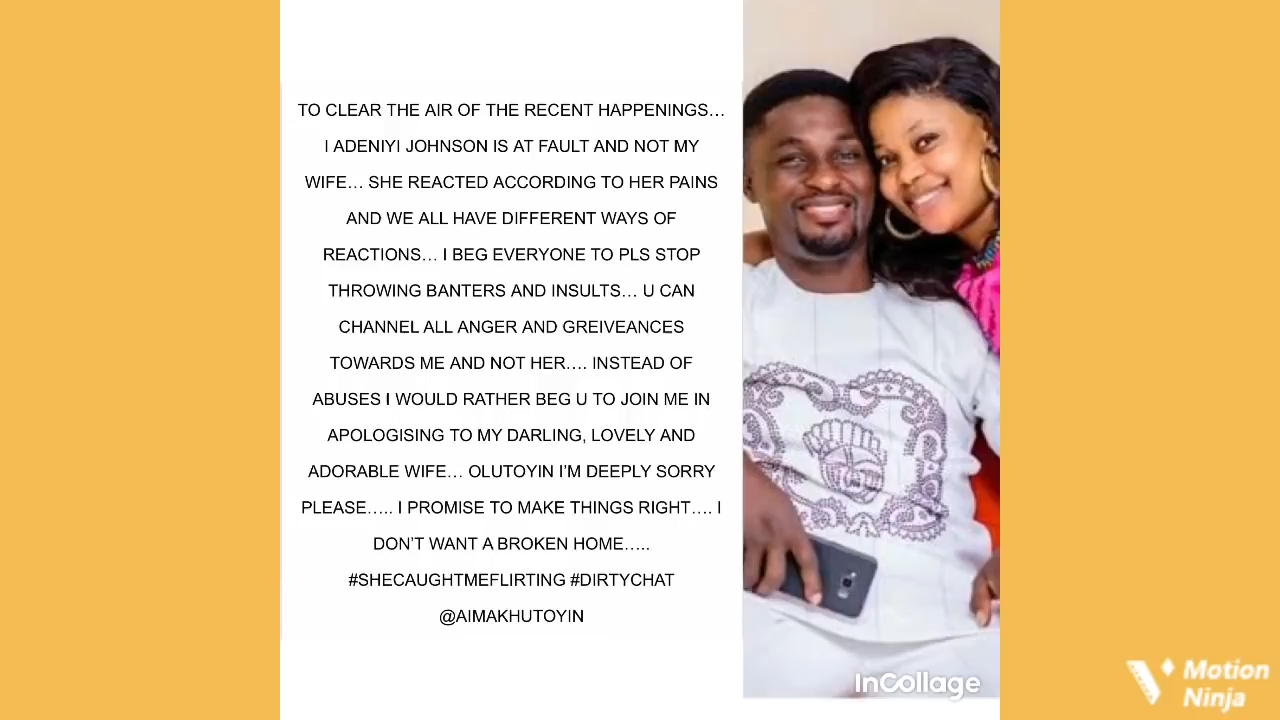 TO CLEAR THE AIR OF THE RECENT HAPPENINGS…
I ADENIYI JOHNSON IS AT FAULT AND NOT MY
WIFE… SHE REACTED ACCORDING TO HER PAINS
AND WE ALL HAVE DIFFERENT WAYS OF
REACTIONS… I BEG EVERYONE TO PLS STOP
THROWING BANTERS AND INSULTS… U CAN
CHANNEL ALL ANGER AND GREIVEANCES
TOWARDS ME AND NOT HER…. INSTEAD OF
ABUSES I WOULD RATHER BEG U TO JOIN ME IN
APOLOGISING TO MY DARLING, LOVELY AND
ADORABLE WIFE… OLUTOYIN I’M DEEPLY SORRY
PLEASE….. I PROMISE TO MAKE THINGS RIGHT…. I
DON’T WANT A BROKEN HOME…..
#SHECAUGHTMEFLIRTING #DIRTYCHAT
@AIMAKHUTOYIN
InCollage
Motion
Ninja